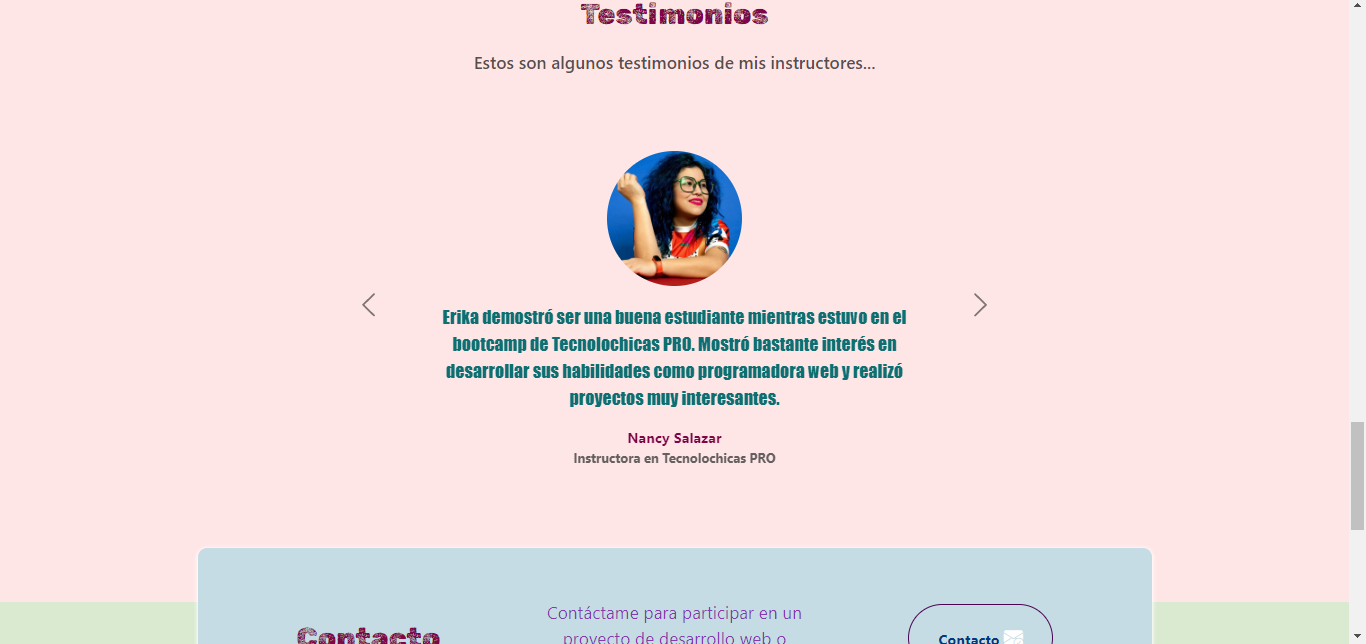 Testimonios
Estos son algunos testimonios de mis instructores...
Erika demostró ser una buena estudiante mientras estuvo en el
bootcamp de Tecnolochicas PRO. Mostró bastante interés en
desarrollar sus habilidades como programadora web y realizó
proyectos muy interesantes.
Nancy Salazar
Instructora en Tecnolochicas PRO
Contacto
Contáctame para participar en un
proyecto de desarrollo web o
Contacto